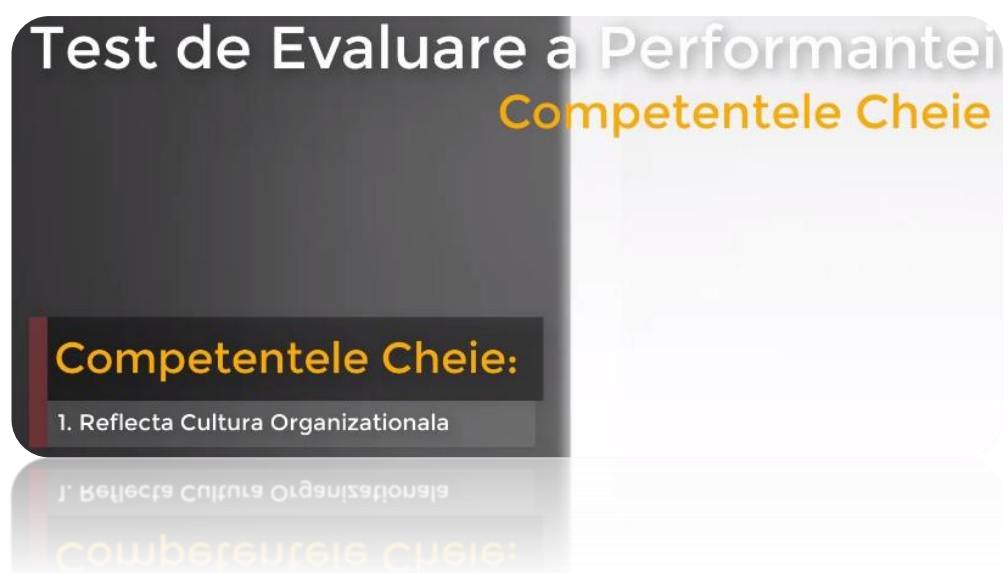 Test de Evaluare a Performantei
Competentele Cheie
Competentele Cheie:
1. Reflecta Cultura Organizationala